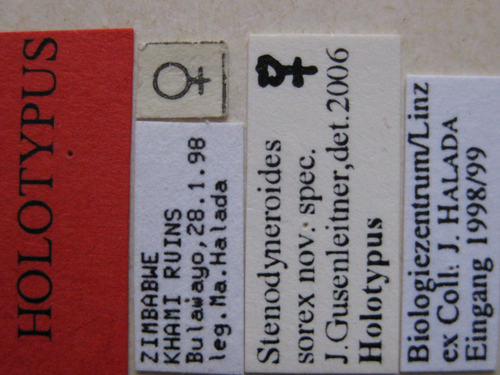 HOLOTYPUS
♀
ZIMBABWE
KHAMI RUINS
Bulawayo,28.1.98
leg.Ma.Halada
♀
Stenodyneroides
sorex nov. spec.
J.Gusenleitner,det.2006
Holotypus
Biologiezentrum/Linz
ex Coll. J. HALADA
Eingang 1998/99